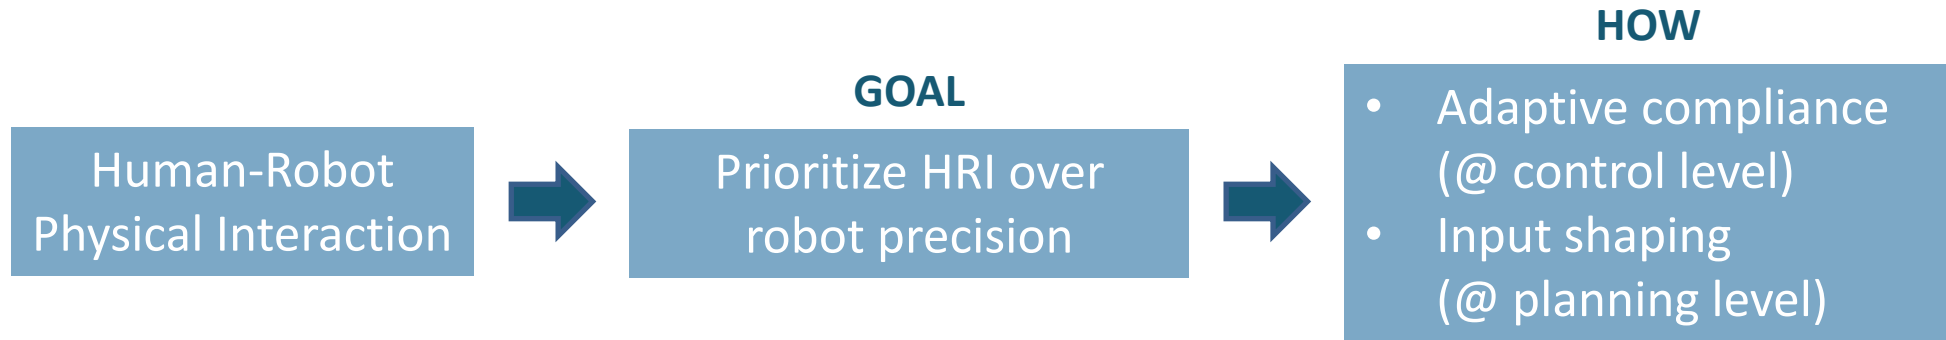 Human-Robot
Physical Interaction
GOAL
Prioritize HRI over
robot precision
HOW
• Adaptive compliance
(@ control level)
• Input shaping
(@ planning level)